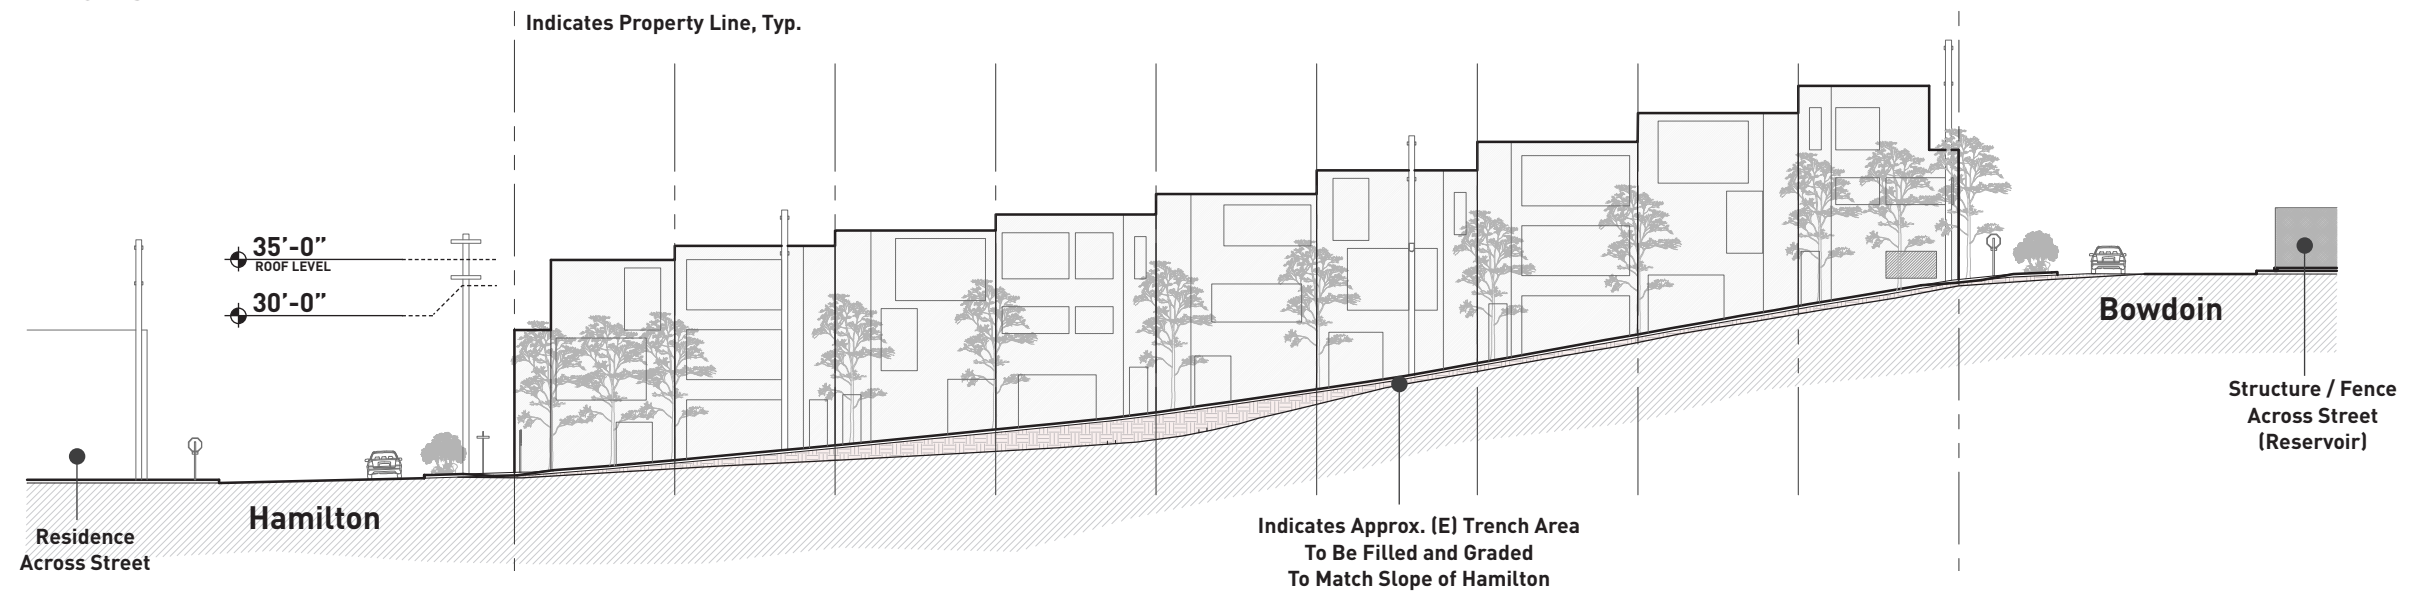 Indicates Property Line, Typ.
35’-0”
ROOF LEVEL
30’-0”
Hamilton
Bowdoin
Residence
Across Street
Indicates Approx. (E) Trench Area
To Be Filled and Graded
To Match Slope of Hamilton
Structure / Fence
Across Street
(Reservoir)